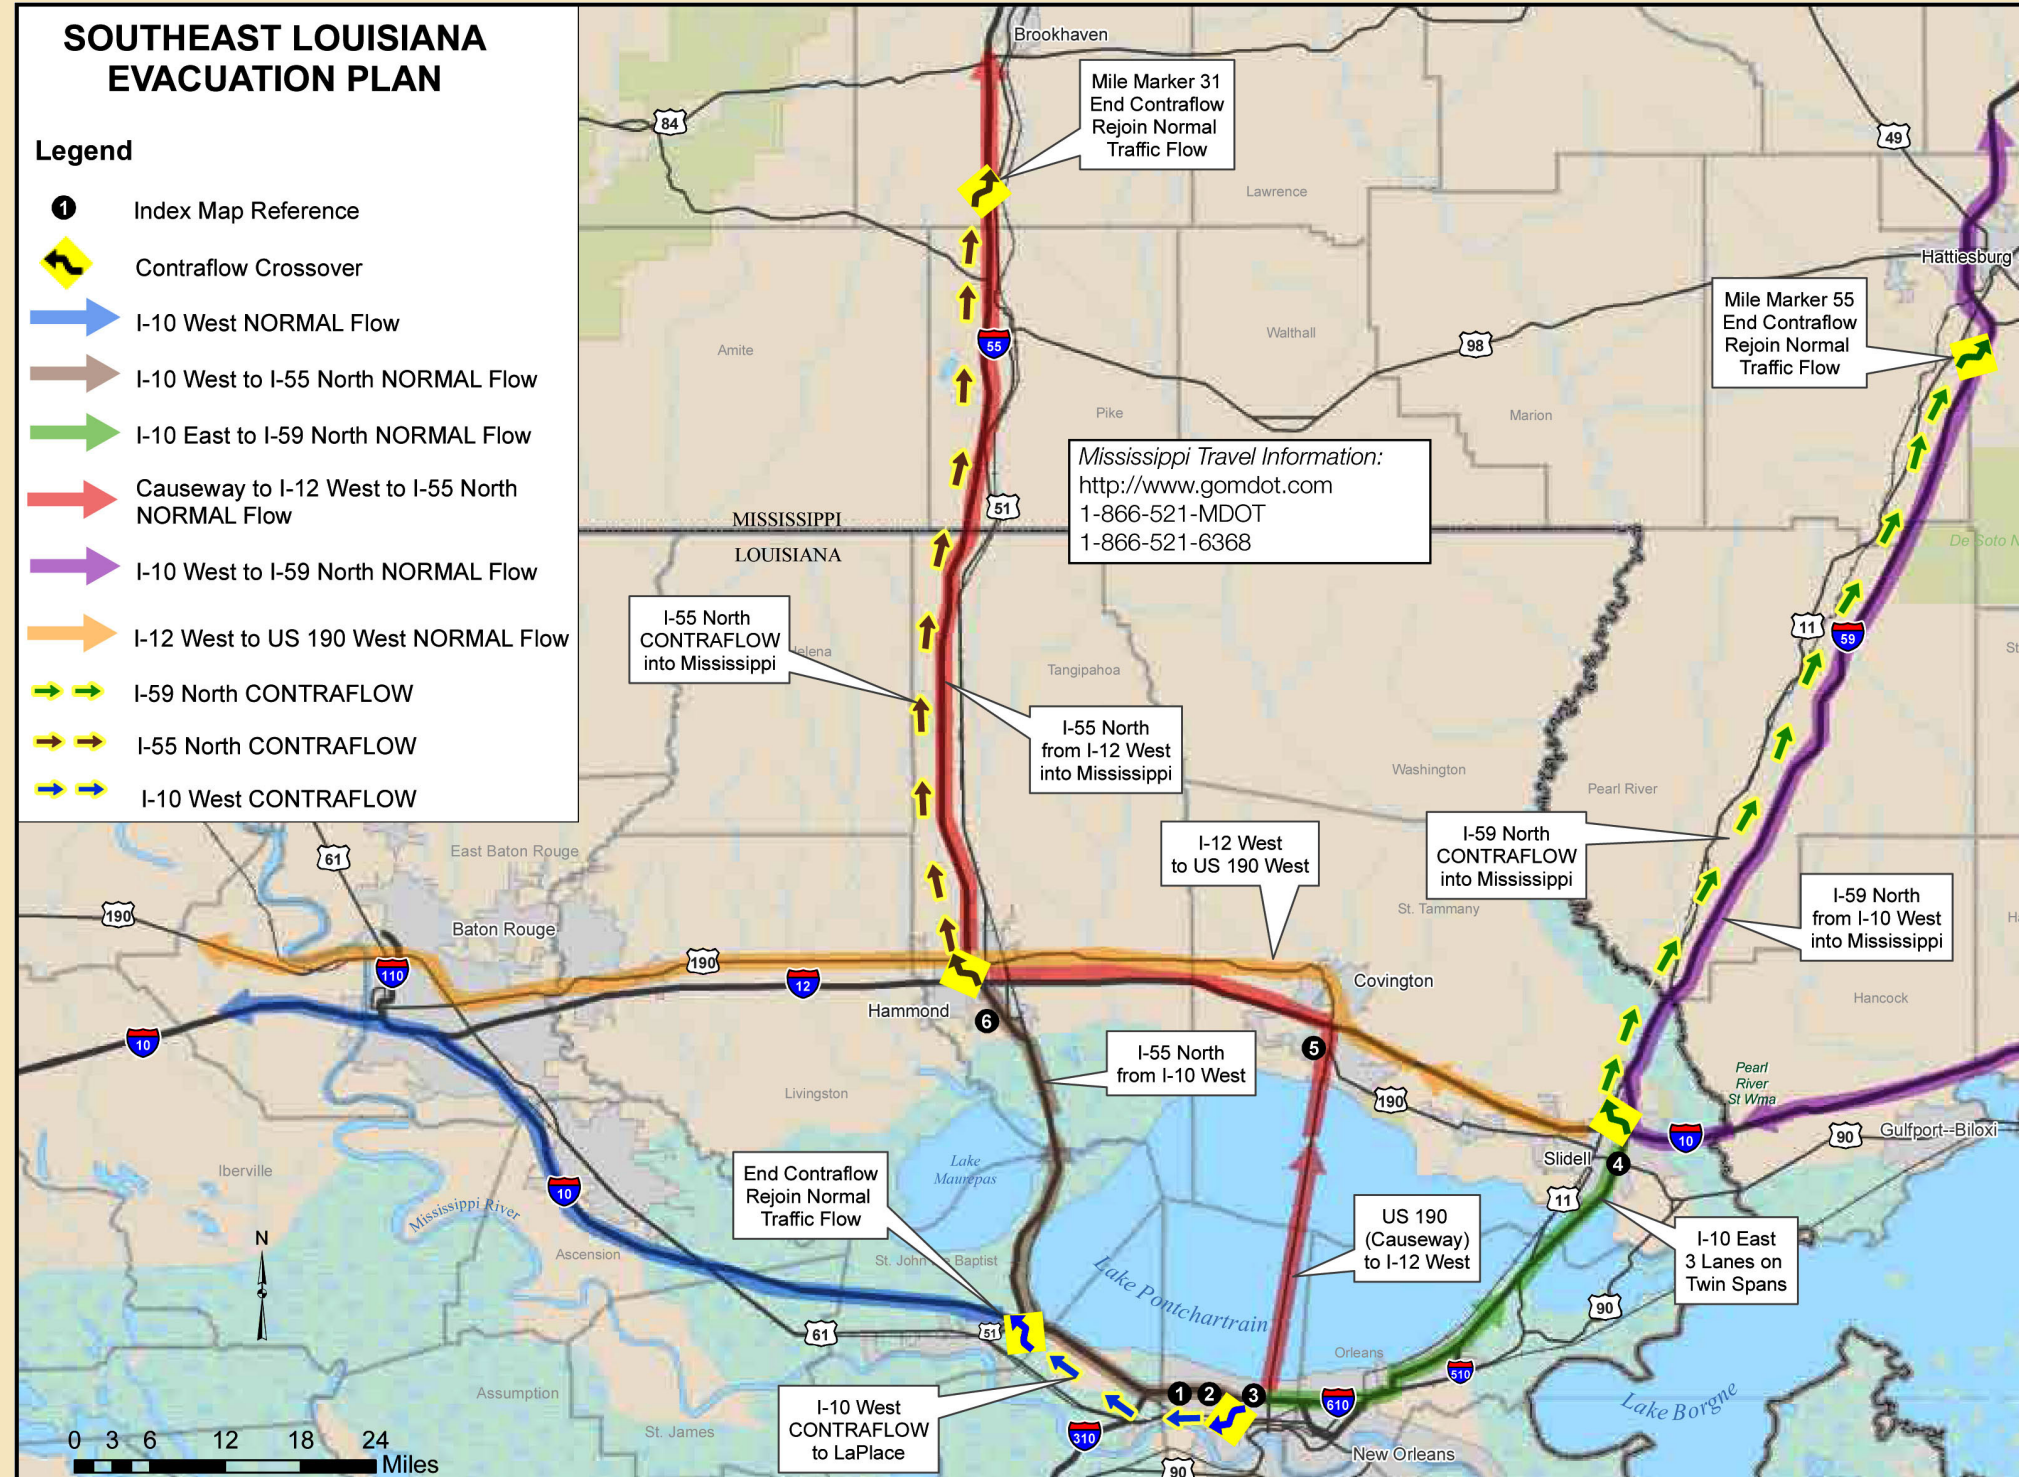 SOUTHEAST LOUISIANA
EVACUATION PLAN
Legend
1 Index Map Reference
Contraflow Crossover
I-10 West NORMAL Flow
I-10 West to I-55 North NORMAL Flow
I-10 East to I-59 North NORMAL Flow
Causeway to I-12 West to I-55 North
NORMAL Flow
I-10 West to I-59 North NORMAL Flow
I-12 West to US 190 West NORMAL Flow
I-59 North CONTRAFLOW
I-55 North CONTRAFLOW
I-10 West CONTRAFLOW
Brookhaven
Mile Marker 31
End Contraflow
Rejoin Normal
Traffic Flow
84
49
Lawrence
Hattiesburg
Mile Marker 55
End Contraflow
Rejoin Normal
Traffic Flow
55
Walthall
98
Amite
Pike
Marion
Mississippi Travel Information:
http://www.gomdot.com
1-866-521-MDOT
1-866-521-6368
51
MISSISSIPPI
LOUISIANA
De Soto N
I-55 North
CONTRAFLOW
into Mississippi
elena
Tangipahoa
11
59
St
I-55 North
from I-12 West
into Mississippi
Washington
Pearl River
I-12 West
to US 190 West
I-59 North
CONTRAFLOW
into Mississippi
61
East Baton Rouge
190
Baton Rouge
St. Tammany
I-59 North
from I-10 West
into Mississippi
Ha
110
190
12
Covington
Hancock
Hammond
6
10
5
I-55 North
from I-10 West
Livingston
190
Pearl
River
St Wma
10
90
Gulfport--Biloxi
Iberville
Mississippi River
10
Lake
Maurepas
Slidell
4
11
End Contraflow
Rejoin Normal
Traffic Flow
US 190
(Causeway)
to I-12 West
I-10 East
3 Lanes on
Twin Spans
N
Ascension
St. John the Baptist
Lake Pontchartrain
90
61
51
Orleans
510
Assumption
St. James
I-10 West
CONTRAFLOW
to LaPlace
1
2
3
610
310
Lake Borgne
New Orleans
90
0 3 6 12 18 24
Miles